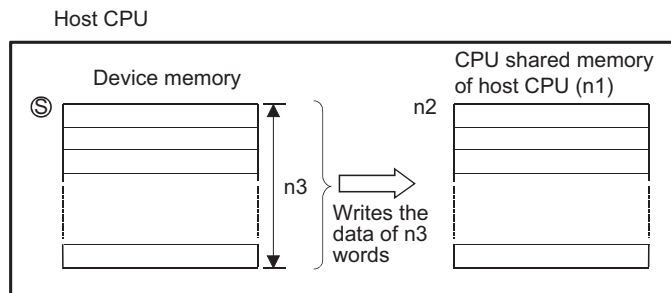 Host CPU
Device memory
CPU shared memory
of host CPU (n1)
Ⓢ
n2
n3
Writes the
data of n3
words